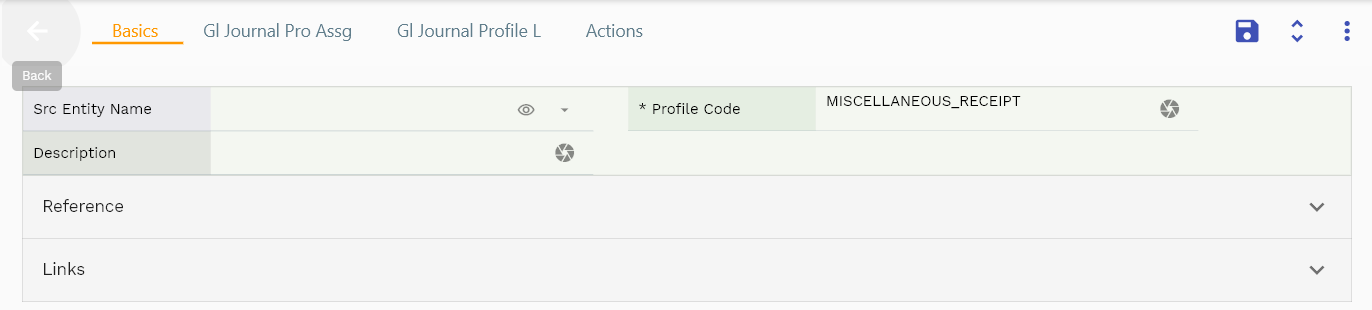 Basics Gl Journal Pro Assg Gl Journal Profile L Actions
Back
Src Entity Name * Profile Code MISCELLANEOUS_RECEIPT
Description
Reference
Links